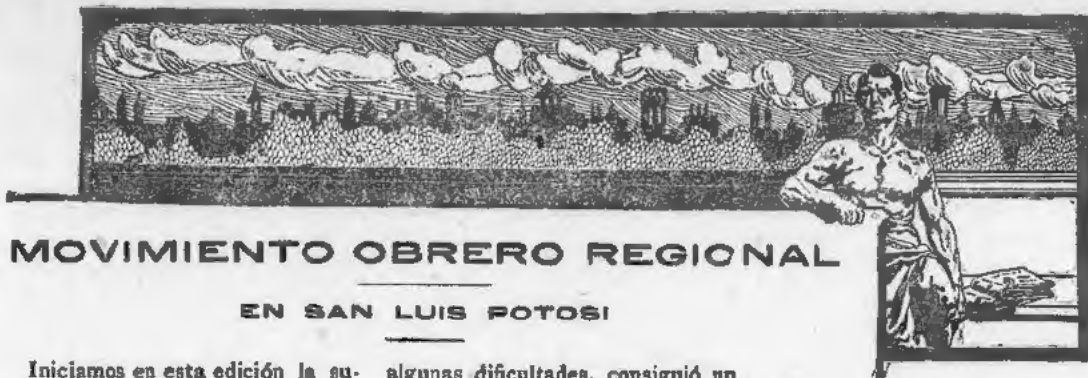 MOVIMIENTO OBRERO REGIONAL
EN SAN LUIS POTOSI
Iniciamos en esta edición la su-
algunas dificultades, consignió un